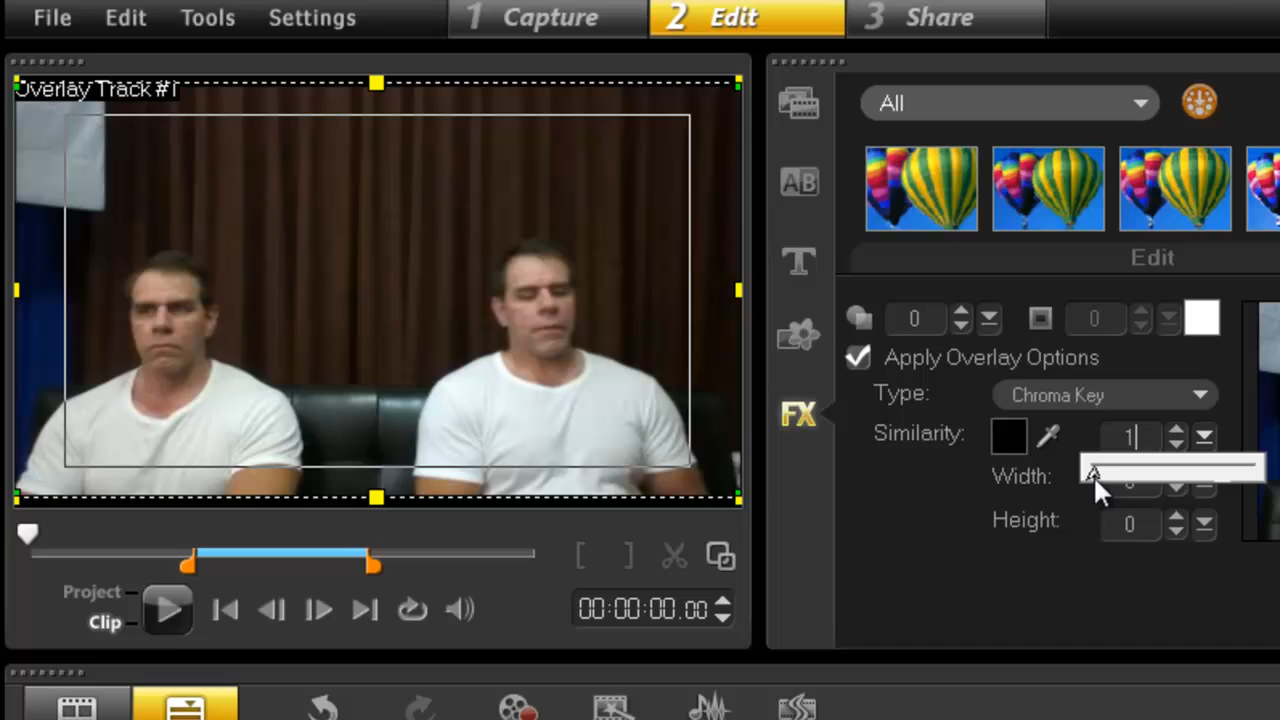 File Edit Tools Settings 1 Capture 2 Edit 3 Share
Overlay Track #1
All
AB
T
Edit
0 0
Apply Overlay Options
Type: Chroma Key
FX
Similarity: 1
Width:
Height: 0
[ ]
Project
Clip
00:00:00.00